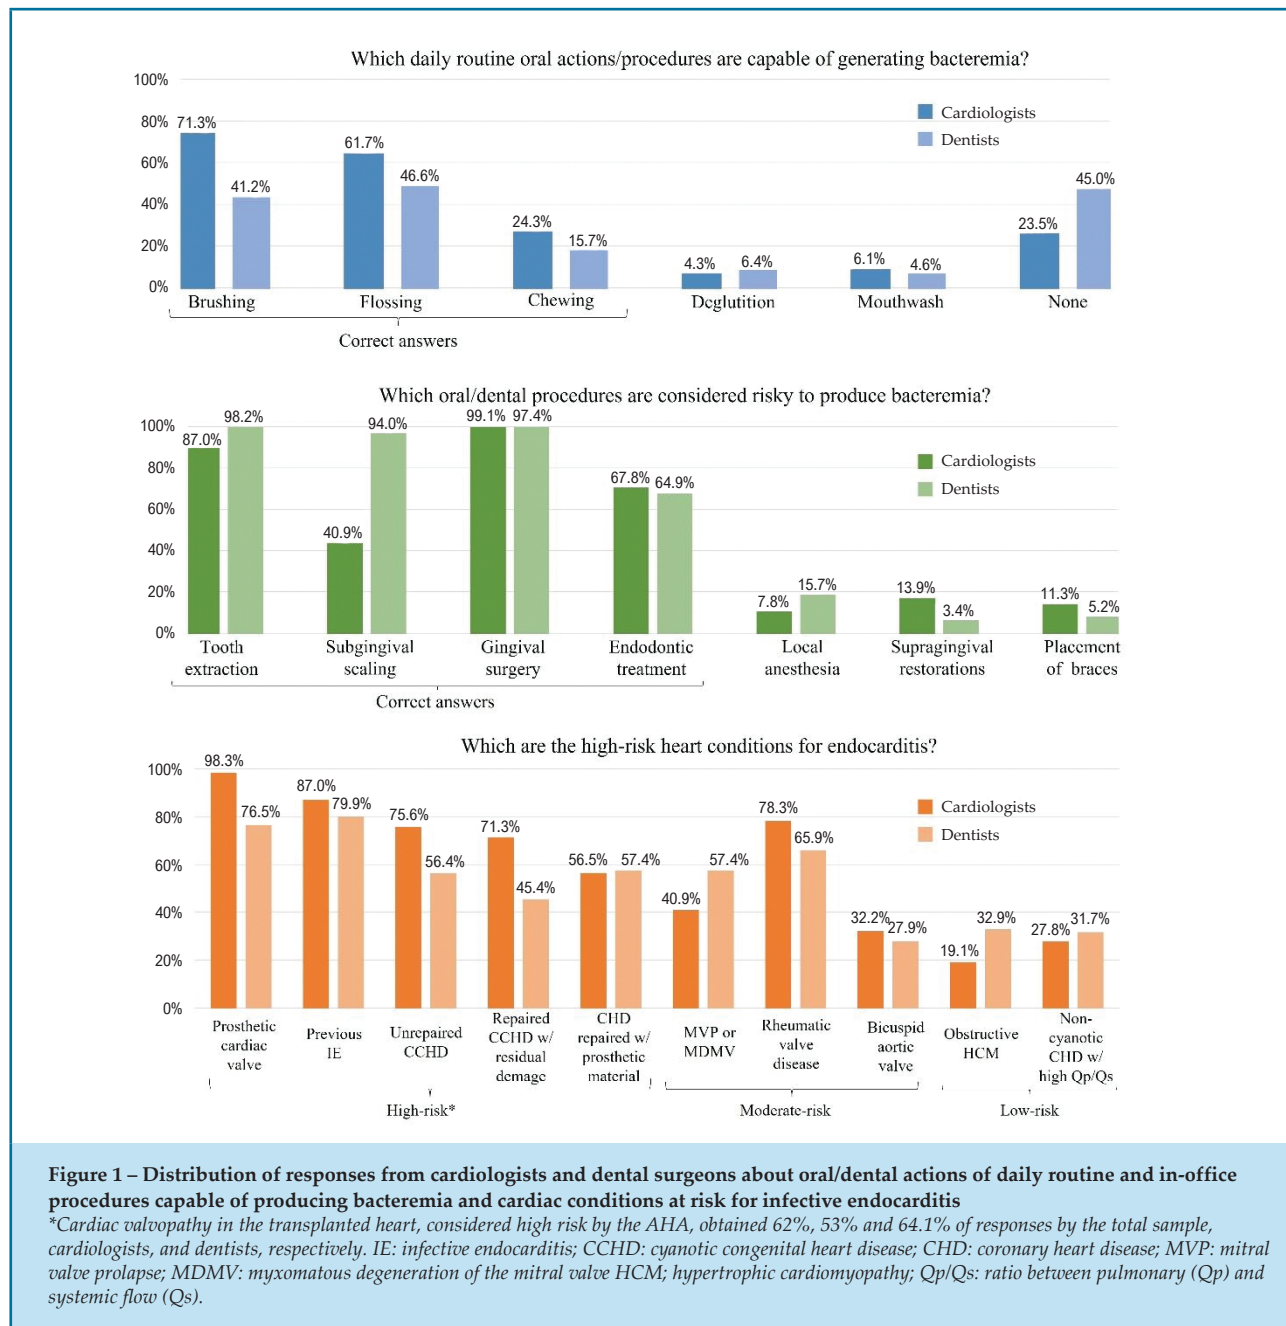 Which daily routine oral actions/procedures are capable of generating bacteremia?
100%
80%
60%
40%
20%
0%
Cardiologists
Dentists
71.3%
41.2%
61.7%
46.6%
24.3%
15.7%
4.3%
6.4%
6.1%
4.6%
23.5%
45.0%
Brushing
Flossing
Chewing
Deglutition
Mouthwash
None
Correct answers
Which oral/dental procedures are considered risky to produce bacteremia?
100%
80%
60%
40%
20%
0%
Cardiologists
Dentists
87.0%
98.2%
40.9%
94.0%
99.1%
97.4%
67.8%
64.9%
7.8%
15.7%
13.9%
3.4%
11.3%
5.2%
Tooth
extraction
Subgingival
scaling
Gingival
surgery
Endodontic
treatment
Local
anesthesia
Supragingival
restorations
Placement
of braces
Correct answers
Which are the high-risk heart conditions for endocarditis?
100%
80%
60%
40%
20%
0%
Cardiologists
Dentists
98.3%
76.5%
87.0%
79.9%
75.6%
56.4%
71.3%
45.4%
56.5%
57.4%
40.9%
57.4%
78.3%
65.9%
32.2%
27.9%
19.1%
32.9%
27.8%
31.7%
Prosthetic
cardiac
valve
Previous
IE
Unrepaired
CCHD
Repaired
CCHD w/
residual
demage
CHD
repaired w/
prosthetic
material
MVP or
MDMV
Rheumatic
valve
disease
Bicuspid
aortic
valve
Obstructive
HCM
Non-
cyanotic
CHD w/
high Qp/Qs
High-risk*
Moderate-risk
Low-risk
Figure 1 – Distribution of responses from cardiologists and dental surgeons about oral/dental actions of daily routine and in-office
procedures capable of producing bacteremia and cardiac conditions at risk for infective endocarditis
*Cardiac valvopathy in the transplanted heart, considered high risk by the AHA, obtained 62%, 53% and 64.1% of responses by the total sample,
cardiologists, and dentists, respectively. IE: infective endocarditis; CCHD: cyanotic congenital heart disease; CHD: coronary heart disease; MVP: mitral
valve prolapse; MDMV: myxomatous degeneration of the mitral valve HCM; hypertrophic cardiomyopathy; Qp/Qs: ratio between pulmonary (Qp) and
systemic flow (Qs).